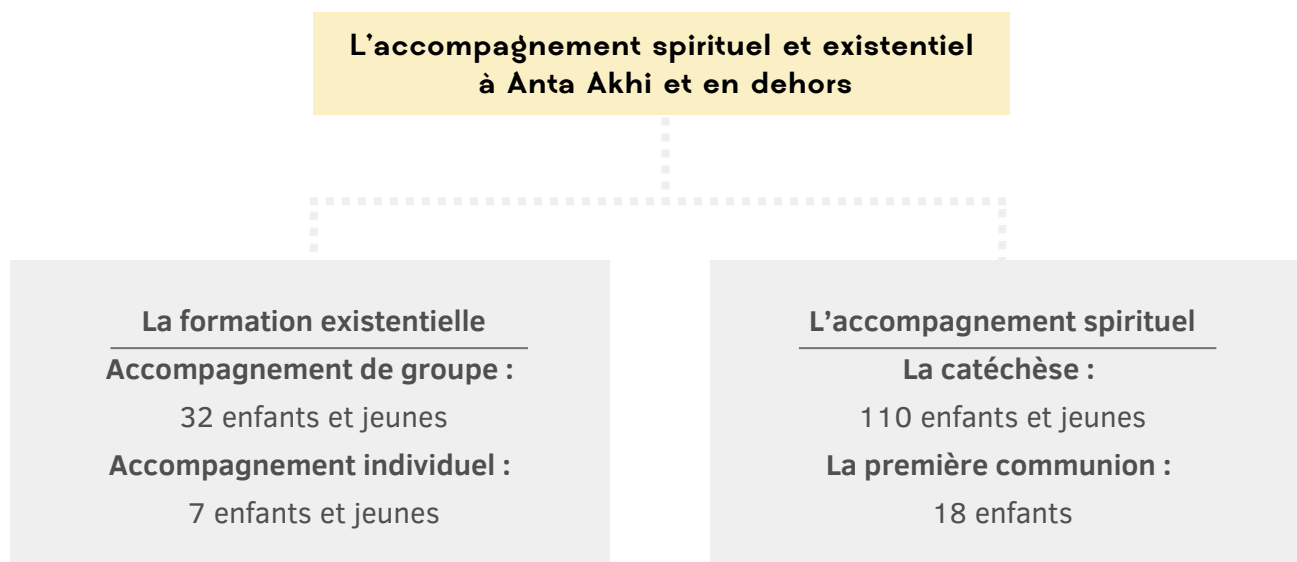 L'accompagnement spirituel et existentiel
à Anta Akhi et en dehors
La formation existentielle
Accompagnement de groupe :
32 enfants et jeunes
Accompagnement individuel :
7 enfants et jeunes
L'accompagnement spirituel
La catéchèse :
110 enfants et jeunes
La première communion :
18 enfants